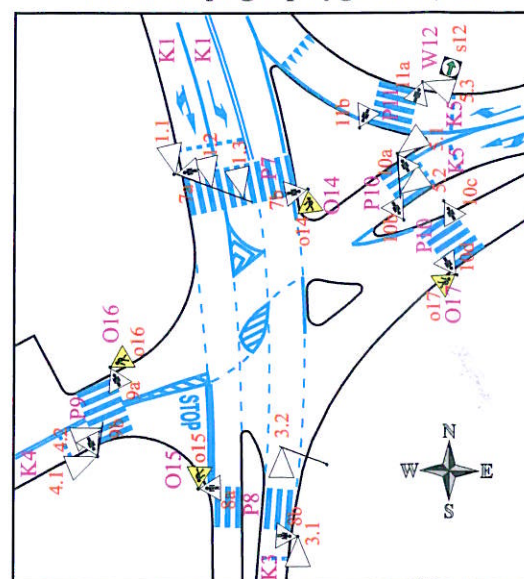 K1
K1
1.1
1.2
1.3
7a
P7
7b
o14
O14
11b
P11
11a
W12
s12
5.3
K5
5.1
K5
10a
5.2
P10
10b
10c
P10
10d
o17
O17
O16
o16
9a
P9
9b
4.2
K4
4.1
STOP
o15
O15
8a
P8
8b
3.2
3.1
K3
N
W
E
S